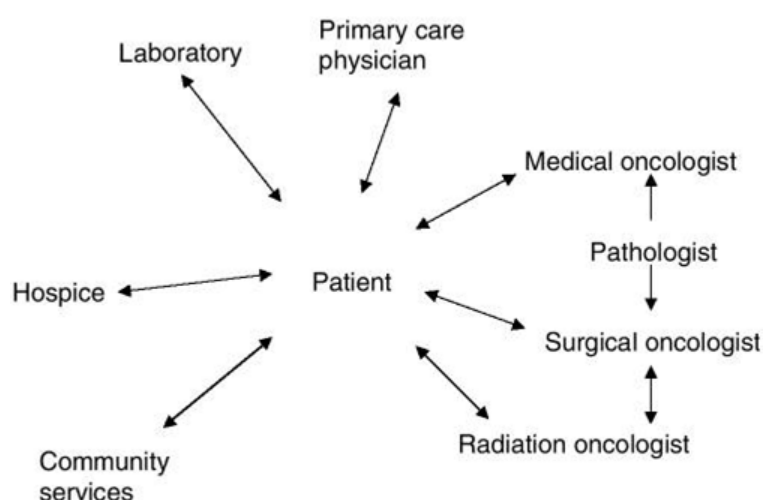 Laboratory
Primary care
physician
Medical oncologist
Pathologist
Hospice
Patient
Surgical oncologist
Radiation oncologist
Community
services